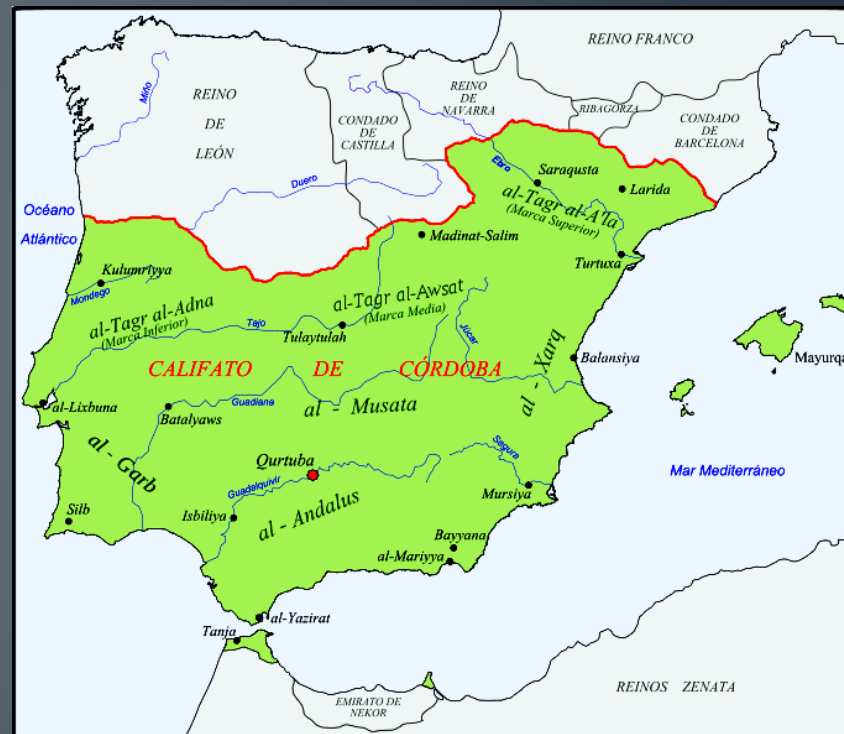 REINO FRANCO
REINO
DE
LEÓN
Miño
CONDADO
DE
CASTILLA
REINO
DE
NAVARRA
RIBAGORZA
CONDADO
DE
BARCELONA
Duero
Ebro
Saraqusta
Larida
al-Tagr al-A'la
(Marca Superior)
Océano
Atlántico
Madinat-Salim
Turtuxa
Kulumriyya
Mondego
al-Tagr al-Adna
(Marca Inferior)
al-Tagr al-Awsat
(Marca Media)
Tajo
Tulaytulah
Júcar
al - Xarq
Balansiya
Mayurqa
CALIFATO DE CÓRDOBA
al-Lixbuna
Batalyaws
Guadiana
al - Musata
al - Garb
Qurtuba
Segura
Mar Mediterráneo
Guadalquivir
Mursiya
Silb
Isbiliya
al - Andalus
Bayyana
al-Mariyya
al-Yazirat
Tanja
EMIRATO DE
NEKOR
REINOS ZENATA